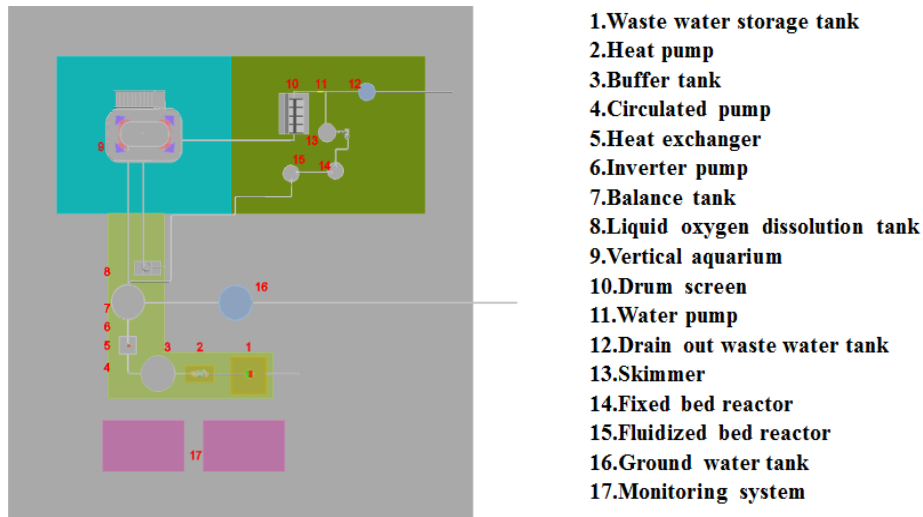 10 11 12
9
13
15 14
8
16
7
6
5 3 2 1
4
17
1.Waste water storage tank
2.Heat pump
3.Buffer tank
4.Circulated pump
5.Heat exchanger
6.Inverter pump
7.Balance tank
8.Liquid oxygen dissolution tank
9.Vertical aquarium
10.Drum screen
11.Water pump
12.Drain out waste water tank
13.Skimmer
14.Fixed bed reactor
15.Fluidized bed reactor
16.Ground water tank
17.Monitoring system